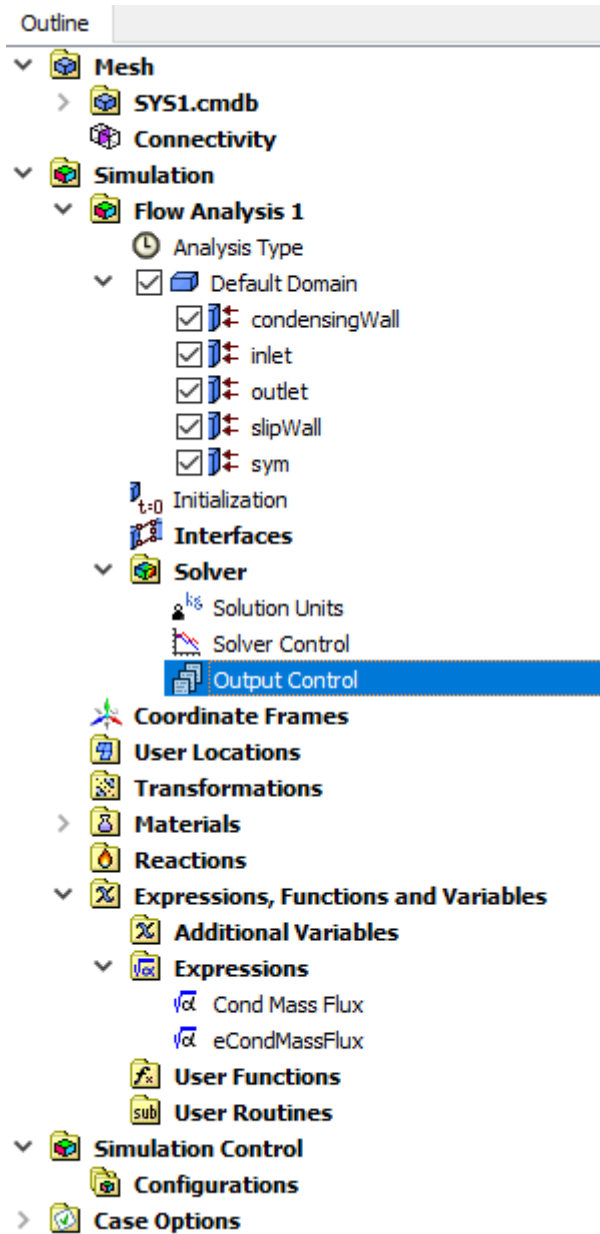 Outline
Mesh
SYS1.cmdb
Connectivity
Simulation
Flow Analysis 1
Analysis Type
Default Domain
condensingWall
inlet
outlet
slipWall
sym
t=0 Initialization
Interfaces
Solver
kg Solution Units
Solver Control
Output Control
Coordinate Frames
User Locations
Transformations
Materials
Reactions
Expressions, Functions and Variables
Additional Variables
Expressions
√α Cond Mass Flux
√α eCondMassFlux
User Functions
sub User Routines
Simulation Control
Configurations
Case Options